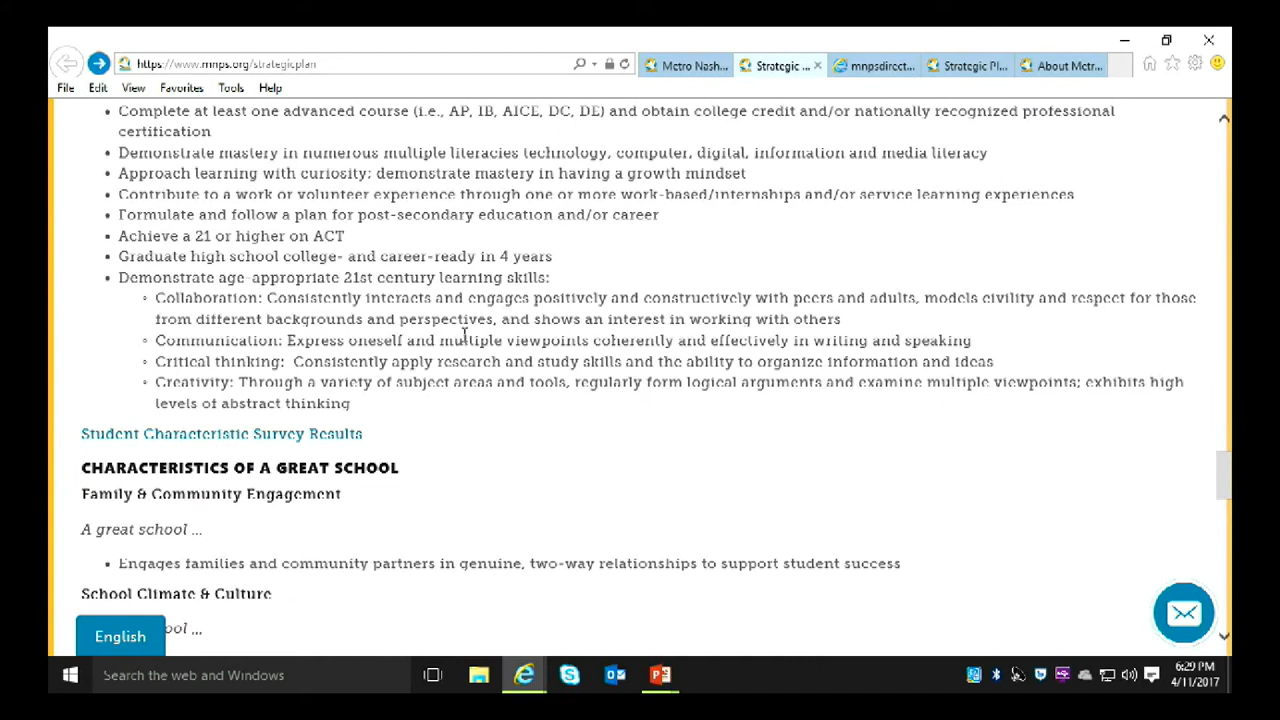 https://www.mnps.org/strategicplan
Metro Nash...
Strategic ...
mnpsdirect...
Strategic Pl...
About Metr...
File Edit View Favorites Tools Help
Complete at least one advanced course (i.e., AP, IB, AICE, DC, DE) and obtain college credit and/or nationally recognized professional
certification
Demonstrate mastery in numerous multiple literacies technology, computer, digital, information and media literacy
Approach learning with curiosity; demonstrate mastery in having a growth mindset
Contribute to a work or volunteer experience through one or more work-based/internships and/or service learning experiences
Formulate and follow a plan for post-secondary education and/or career
Achieve a 21 or higher on ACT
Graduate high school college- and career-ready in 4 years
Demonstrate age-appropriate 21st century learning skills:
Collaboration: Consistently interacts and engages positively and constructively with peers and adults, models civility and respect for those
from different backgrounds and perspectives, and shows an interest in working with others
Communication: Express oneself and multiple viewpoints coherently and effectively in writing and speaking
Critical thinking: Consistently apply research and study skills and the ability to organize information and ideas
Creativity: Through a variety of subject areas and tools, regularly form logical arguments and examine multiple viewpoints; exhibits high
levels of abstract thinking
Student Characteristic Survey Results
CHARACTERISTICS OF A GREAT SCHOOL
Family & Community Engagement
A great school ...
Engages families and community partners in genuine, two-way relationships to support student success
School Climate & Culture
ool ...
English
Search the web and Windows
6:29 PM
4/11/2017